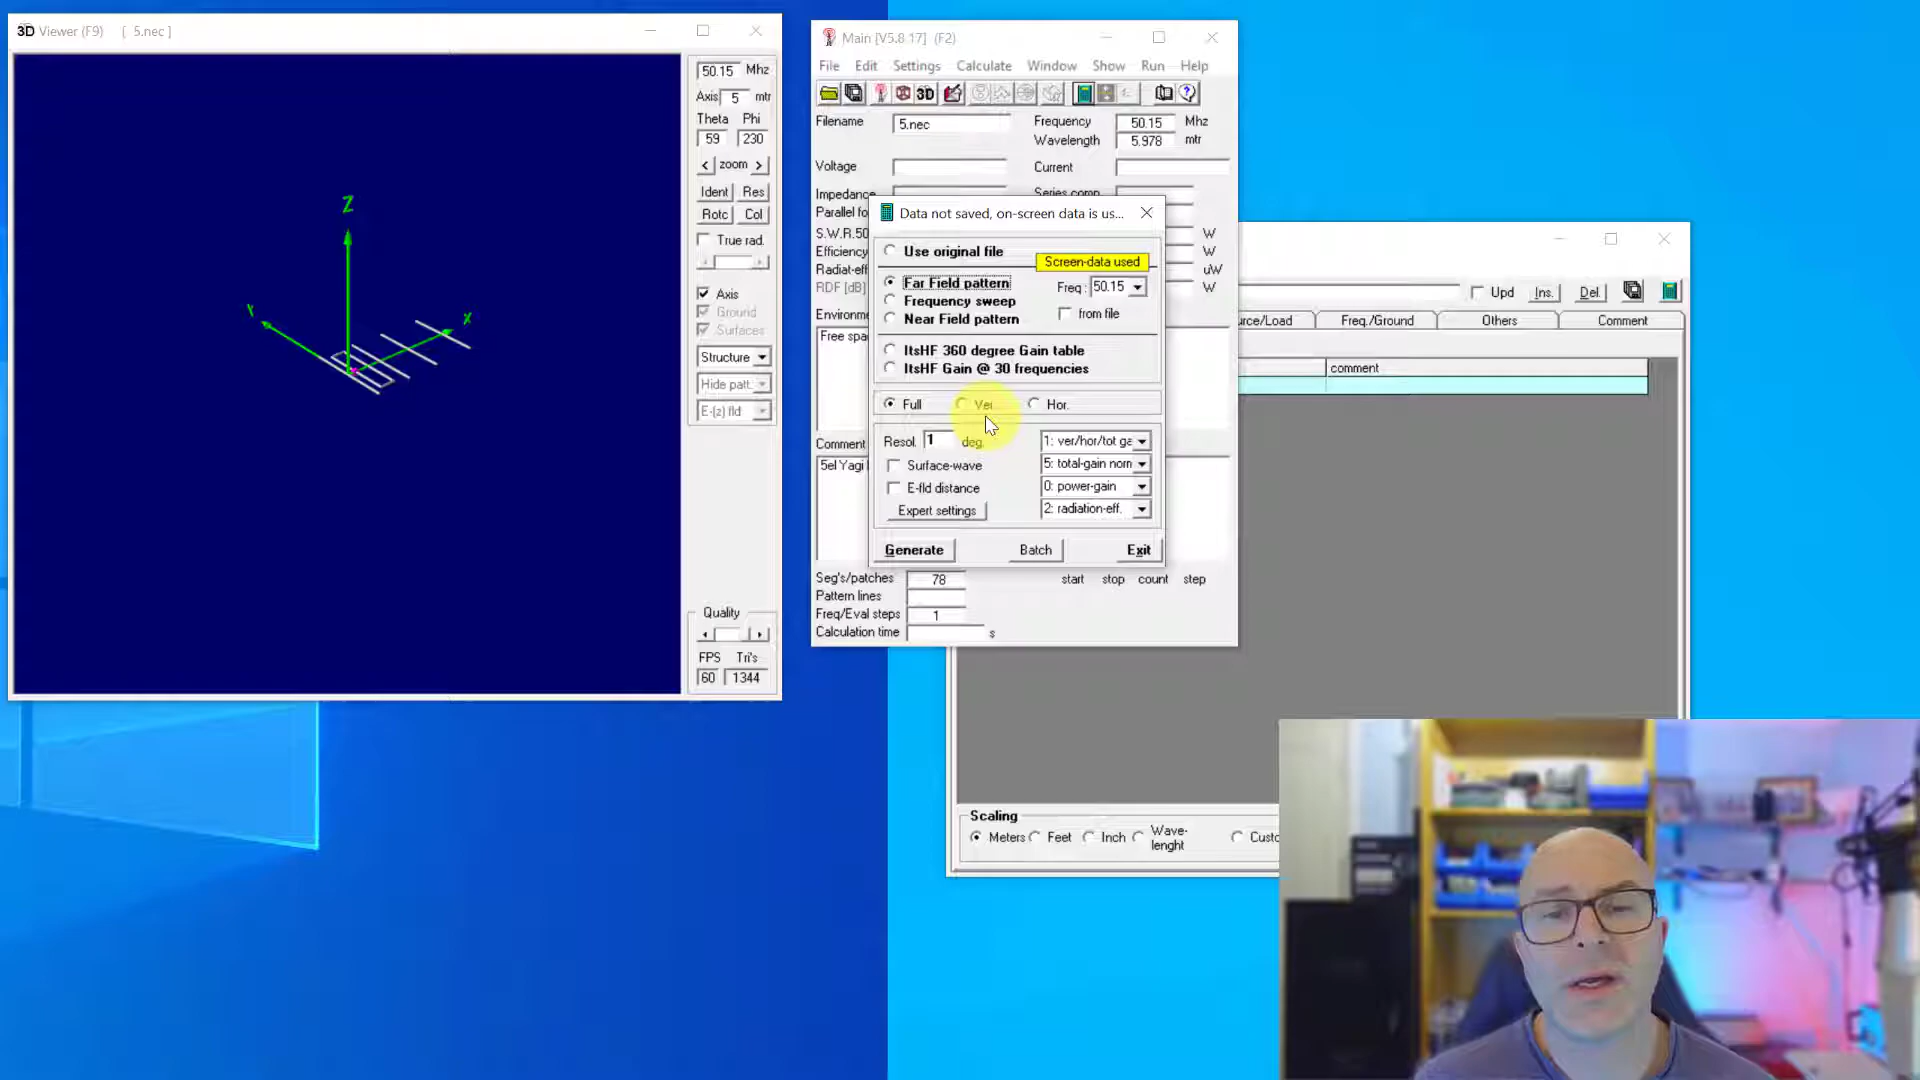 3D Viewer (F9) [ 5.nec ]
50.15 Mhz
Axis 5 mtr
Theta Phi
59 230
< zoom >
Ident Res
Rotc Col
True rad.
Axis
Ground
Surfaces
Structure
Hide patt.
E-(z) fld
Quality
FPS Tri's
60 1344
Z
Y
X
Main [V5.8.17] (F2)
File Edit Settings Calculate Window Show Run Help
3D
Filename 5.nec Frequency 50.15 Mhz
Wavelength 5.978 mtr
Voltage Current
Impedance Series comp.
Parallel fo
S.W.R.50 W
Efficiency W
Radiat-eff uW
RDF [dB] W
Environme
Free spa
Comment
5el Yagi
Seg's/patches 78 start stop count step
Pattern lines
Freq/Eval steps 1
Calculation time s
Data not saved, on-screen data is us...
Use original file
Screen-data used
Far Field pattern Freq : 50.15
Frequency sweep
Near Field pattern from file
ItsHF 360 degree Gain table
ItsHF Gain @ 30 frequencies
Full Ver. Hor.
Resol. 1 deg. 1: ver/hor/tot ga
Surface-wave 5: total-gain norm
E-fld distance 0: power-gain
Expert settings 2: radiation-eff.
Generate Batch Exit
Upd Ins. Del.
urce/Load Freq./Ground Others Comment
comment
Scaling
Meters Feet Inch Wave-lenght Custo